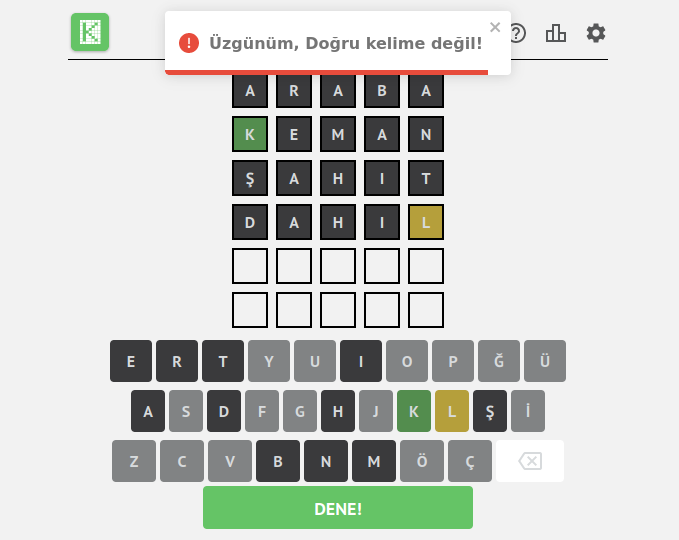 Üzgünüm, Doğru kelime değil!
A R A B A
K E M A N
Ş A H I T
D A H I L
E R T Y U I O P Ğ Ü
A S D F G H J K L Ş İ
Z C V B N M Ö Ç
DENE!